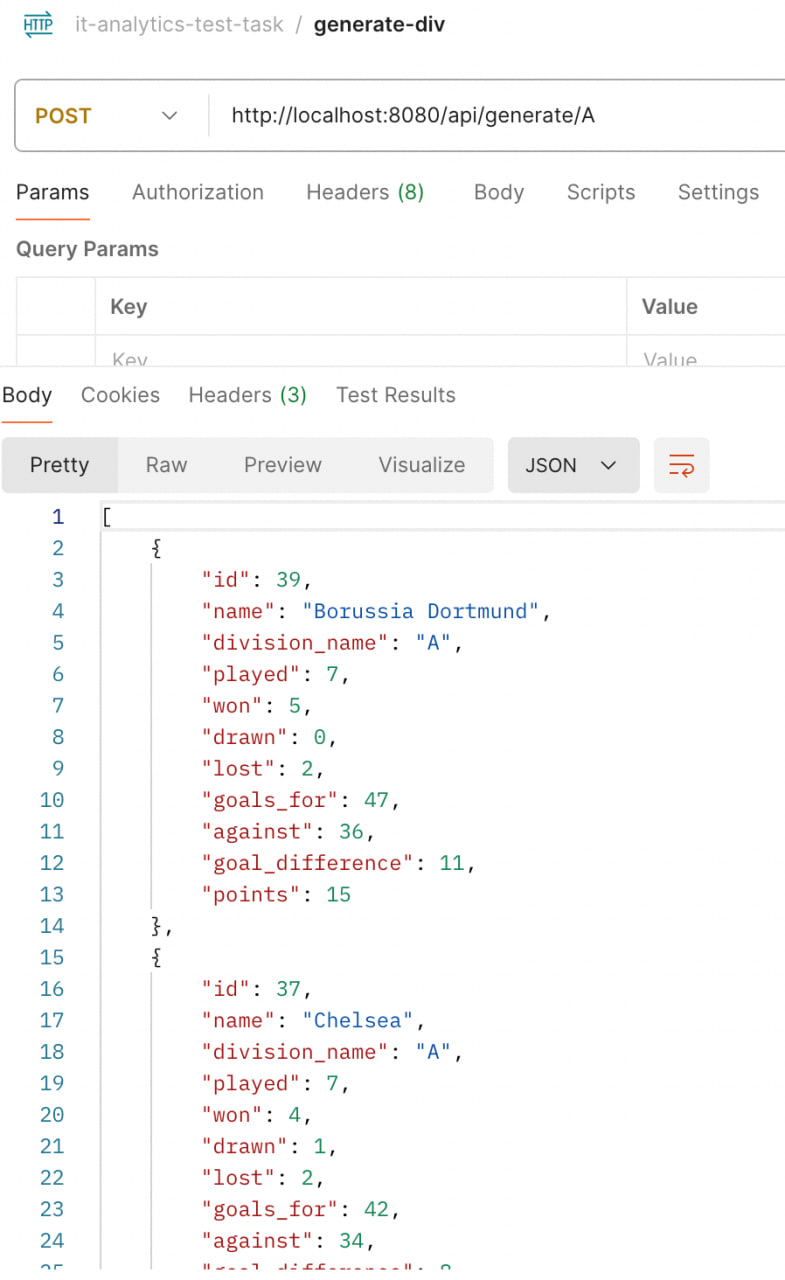 HTTP it-analytics-test-task / generate-div
POST http://localhost:8080/api/generate/A
Params Authorization Headers (8) Body Scripts Settings
Query Params
Key Value
Key Value
Body Cookies Headers (3) Test Results
Pretty Raw Preview Visualize JSON
1 [
2 {
3 "id": 39,
4 "name": "Borussia Dortmund",
5 "division_name": "A",
6 "played": 7,
7 "won": 5,
8 "drawn": 0,
9 "lost": 2,
10 "goals_for": 47,
11 "against": 36,
12 "goal_difference": 11,
13 "points": 15
14 },
15 {
16 "id": 37,
17 "name": "Chelsea",
18 "division_name": "A",
19 "played": 7,
20 "won": 4,
21 "drawn": 1,
22 "lost": 2,
23 "goals_for": 42,
24 "against": 34,
25 "goal_difference": 8